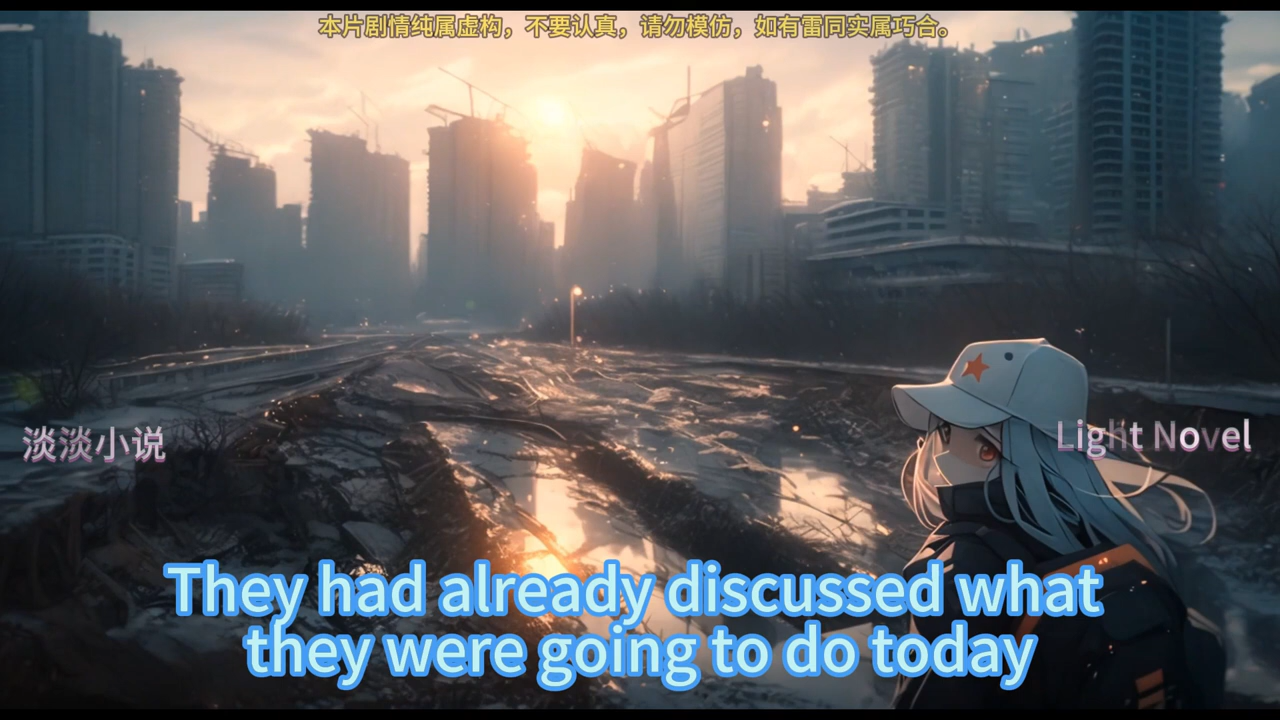 本片剧情纯属虚构，不要认真，请勿模仿，如有雷同实属巧合。
淡淡小说
Light Novel
They had already discussed what
they were going to do today